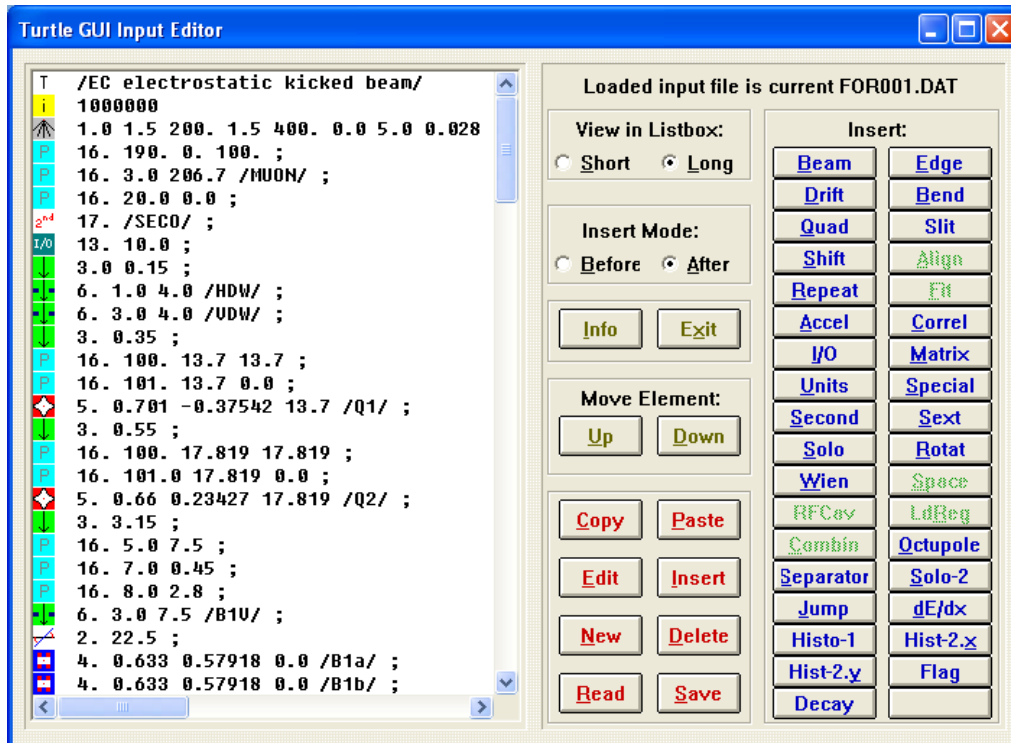 Turtle GUI Input Editor
T /EC electrostatic kicked beam/
i 1000000
1.0 1.5 200. 1.5 400. 0.0 5.0 0.028
P 16. 190. 0. 100. ;
P 16. 3.0 206.7 /MUON/ ;
P 16. 20.0 0.0 ;
2nd 17. /SECO/ ;
I/O 13. 10.0 ;
3.0 0.15 ;
6. 1.0 4.0 /HDW/ ;
6. 3.0 4.0 /VDW/ ;
3. 0.35 ;
P 16. 100. 13.7 13.7 ;
P 16. 101. 13.7 0.0 ;
5. 0.701 -0.37542 13.7 /Q1/ ;
3. 0.55 ;
P 16. 100. 17.819 17.819 ;
P 16. 101.0 17.819 0.0 ;
5. 0.66 0.23427 17.819 /Q2/ ;
3. 3.15 ;
P 16. 5.0 7.5 ;
P 16. 7.0 0.45 ;
P 16. 8.0 2.8 ;
6. 3.0 7.5 /B1V/ ;
2. 22.5 ;
4. 0.633 0.57918 0.0 /B1a/ ;
4. 0.633 0.57918 0.0 /B1b/ ;
Loaded input file is current FOR001.DAT
View in Listbox:
Short Long
Insert Mode:
Before After
Info Exit
Move Element:
Up Down
Copy Paste
Edit Insert
New Delete
Read Save
Insert:
Beam Edge
Drift Bend
Quad Slit
Shift Align
Repeat Fit
Accel Correl
I/O Matrix
Units Special
Second Sext
Solo Rotat
Wien Space
RFCav LdReg
Combin Octupole
Separator Solo-2
Jump dE/dx
Histo-1 Hist-2.x
Hist-2.y Flag
Decay